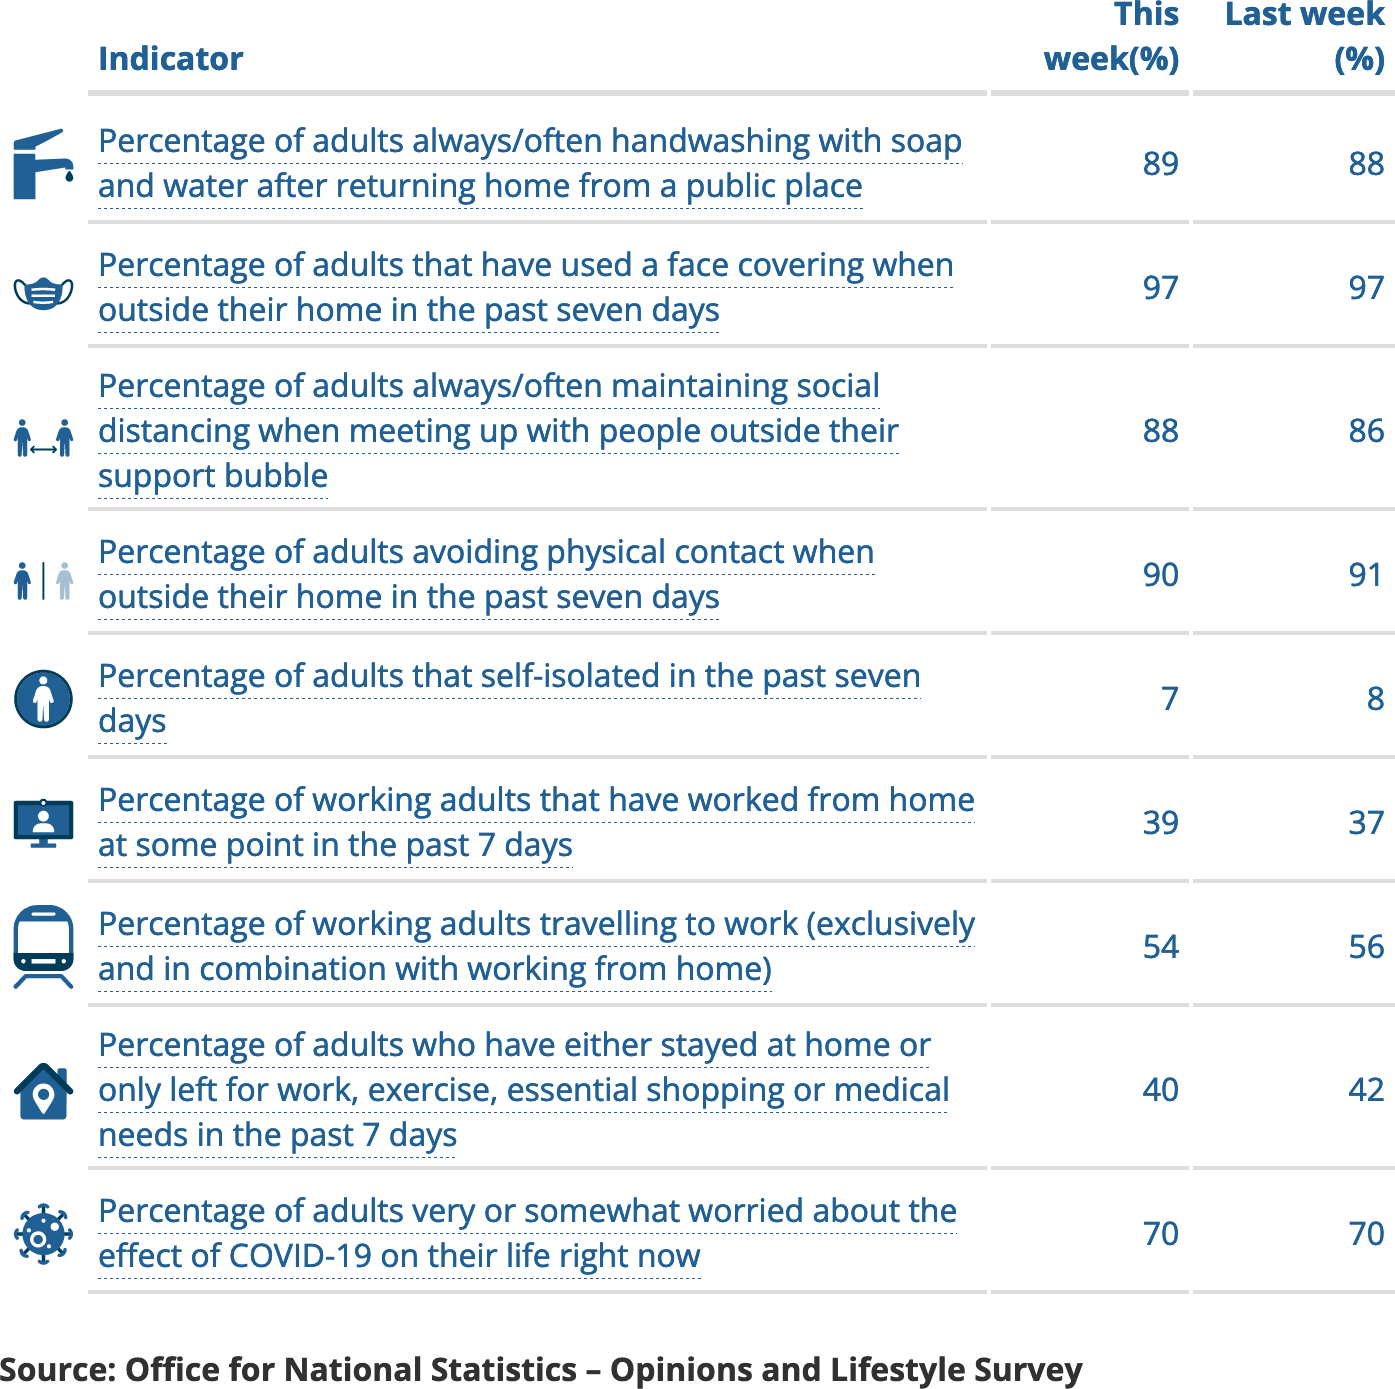 Indicator This week(%) Last week (%)
Percentage of adults always/often handwashing with soap
and water after returning home from a public place
89 88
Percentage of adults that have used a face covering when
outside their home in the past seven days
97 97
Percentage of adults always/often maintaining social
distancing when meeting up with people outside their
support bubble
88 86
Percentage of adults avoiding physical contact when
outside their home in the past seven days
90 91
Percentage of adults that self-isolated in the past seven
days
7 8
Percentage of working adults that have worked from home
at some point in the past 7 days
39 37
Percentage of working adults travelling to work (exclusively
and in combination with working from home)
54 56
Percentage of adults who have either stayed at home or
only left for work, exercise, essential shopping or medical
needs in the past 7 days
40 42
Percentage of adults very or somewhat worried about the
effect of COVID-19 on their life right now
70 70
Source: Office for National Statistics – Opinions and Lifestyle Survey